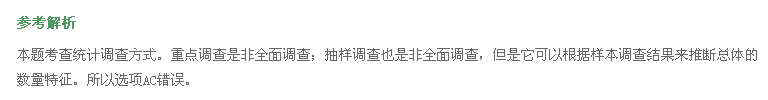 参考解析
本题考查统计调查方式。重点调查是非全面调查；抽样调查也是非全面调查，但是它可以根据样本调查结果来推断总体的
数量特征。所以选项AC错误。